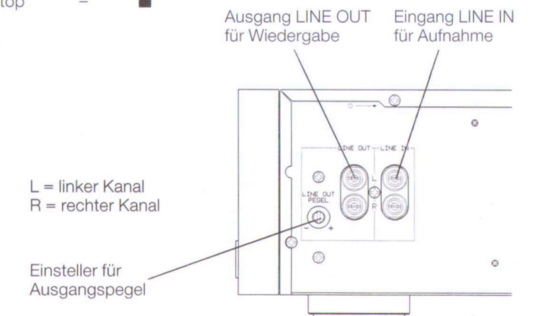 top – ■
Ausgang LINE OUT
für Wiedergabe
Eingang LINE IN
für Aufnahme
LINE OUT LINE IN
L = linker Kanal
R = rechter Kanal
L
LINE OUT
PEGEL
R
- +
Einsteller für
Ausgangspegel